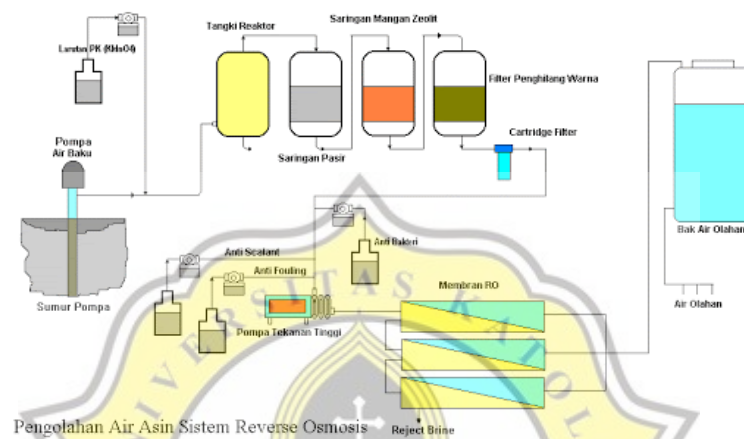 Tangki Reaktor
Saringan Mangan Zeolit
Larutan PK (KMnO4)
Filter Penghilang Warna
Pompa
Air Baku
Saringan Pasir
Cartridge Filter
Bak Air Olahan
Anti Bakteri
Anti Scalant
Anti Fouling
Membran RO
Air Olahan
Sumur Pompa
Pompa Tekanan Tinggi
Pengolahan Air Asin Sistem Reverse Osmosis
Reject Brine
UNIVERSITAS KATOL